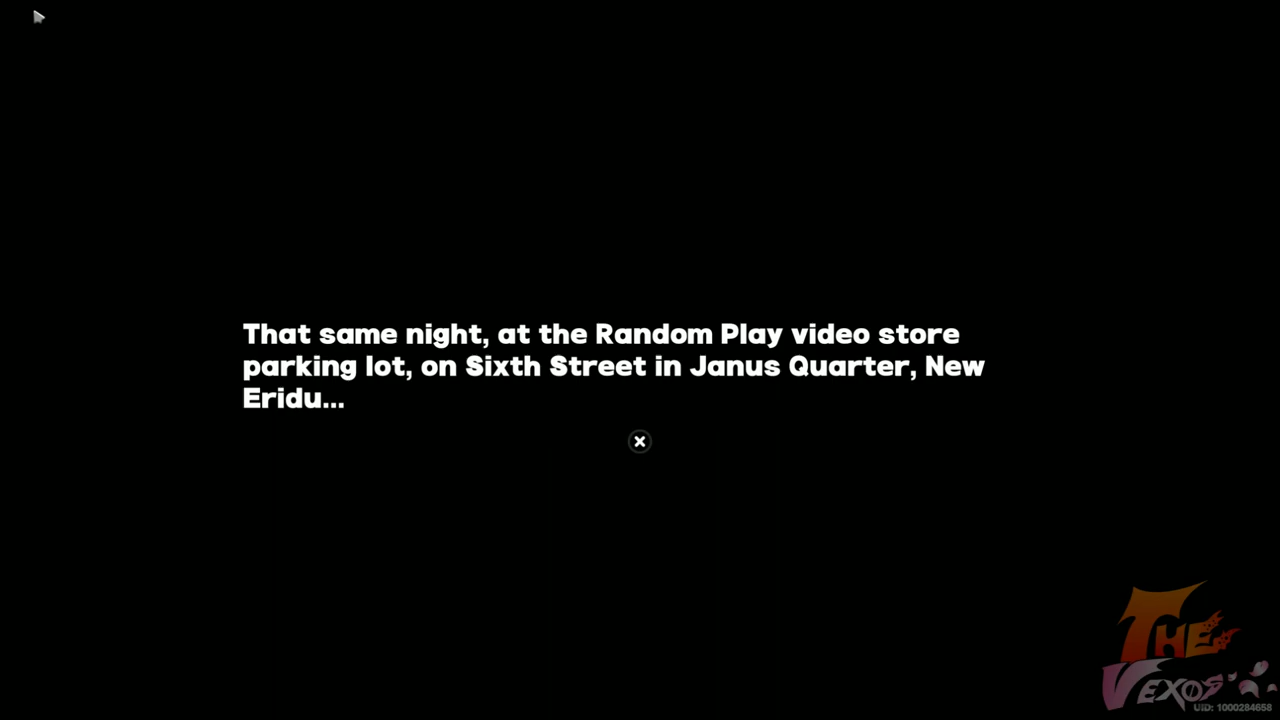 That same night, at the Random Play video store
parking lot, on Sixth Street in Janus Quarter, New
Eridu...
THE
VEXOS
UID: 1000284658